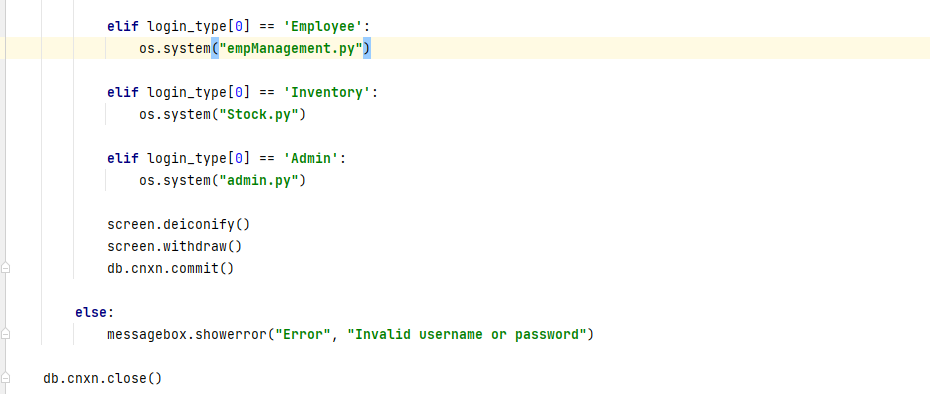 elif login_type[0] == 'Employee':
os.system("empManagement.py")
elif login_type[0] == 'Inventory':
os.system("Stock.py")
elif login_type[0] == 'Admin':
os.system("admin.py")
screen.deiconify()
screen.withdraw()
db.cnxn.commit()
else:
messagebox.showerror("Error", "Invalid username or password")
db.cnxn.close()